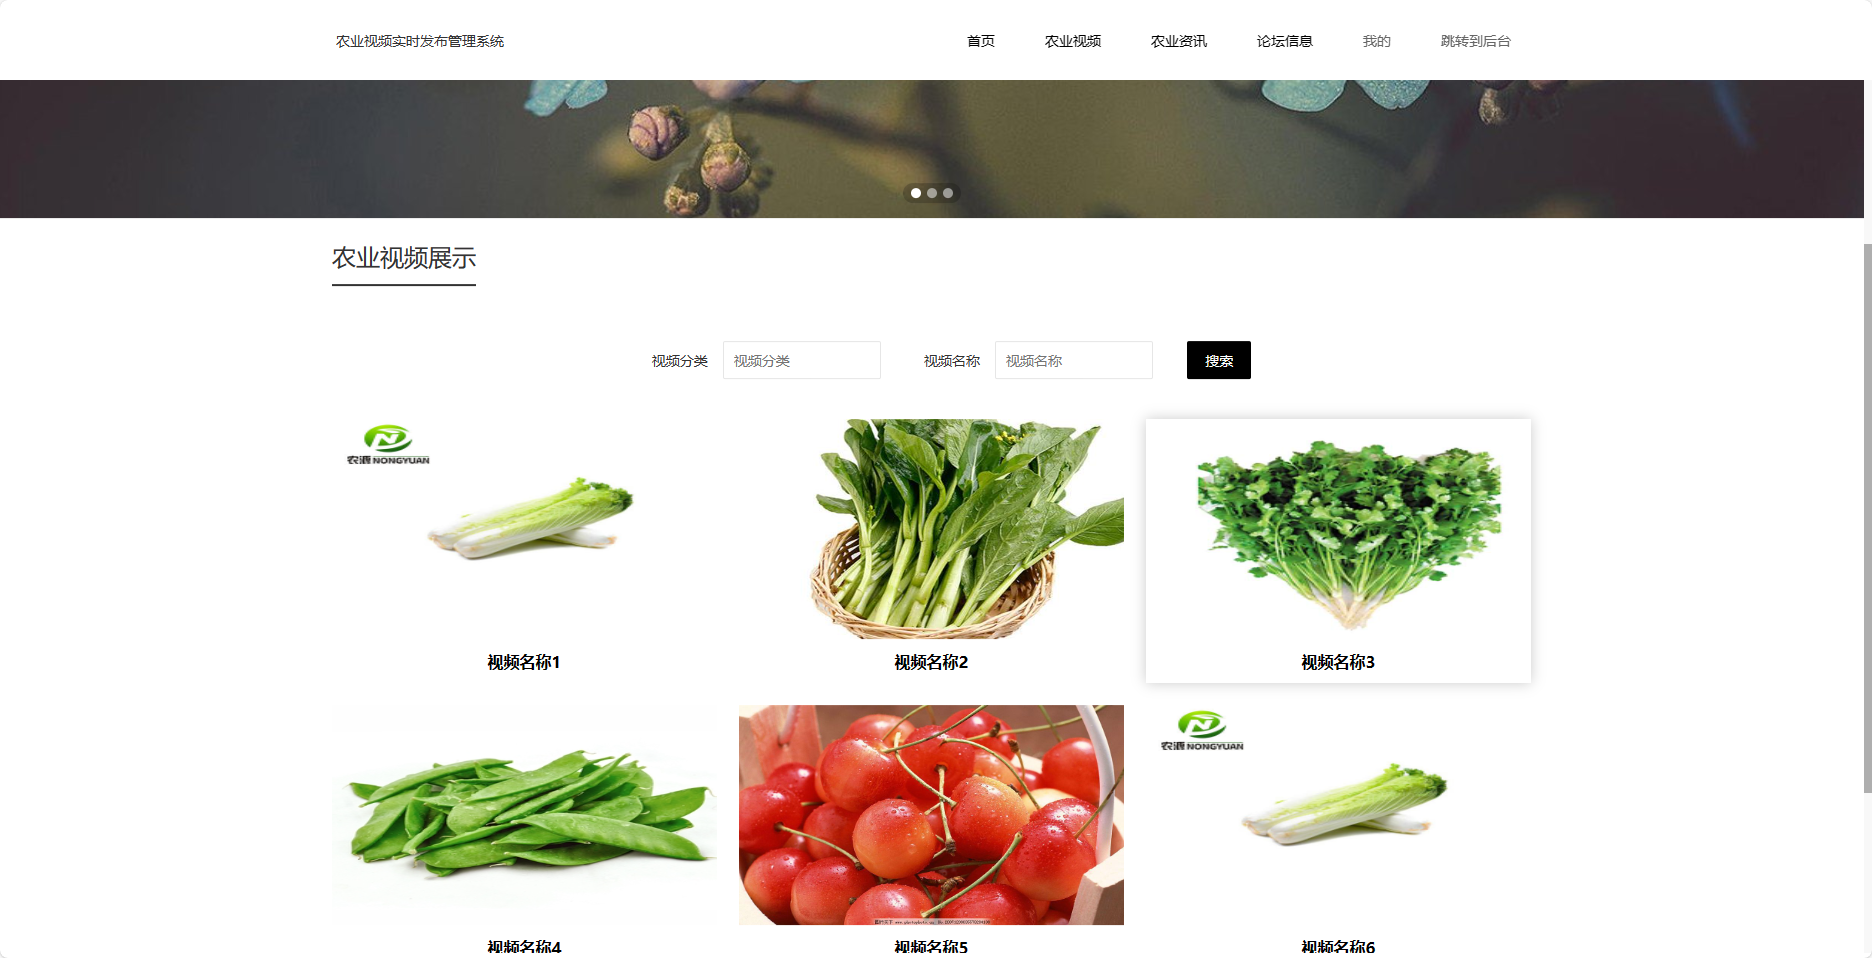 农业视频实时发布管理系统
首页 农业视频 农业资讯 论坛信息 我的 跳转到后台
农业视频展示
视频分类 视频分类 视频名称 视频名称 搜索
农源 NONGYUAN
视频名称1 视频名称2 视频名称3
农源 NONGYUAN
视频名称4 视频名称5 视频名称6